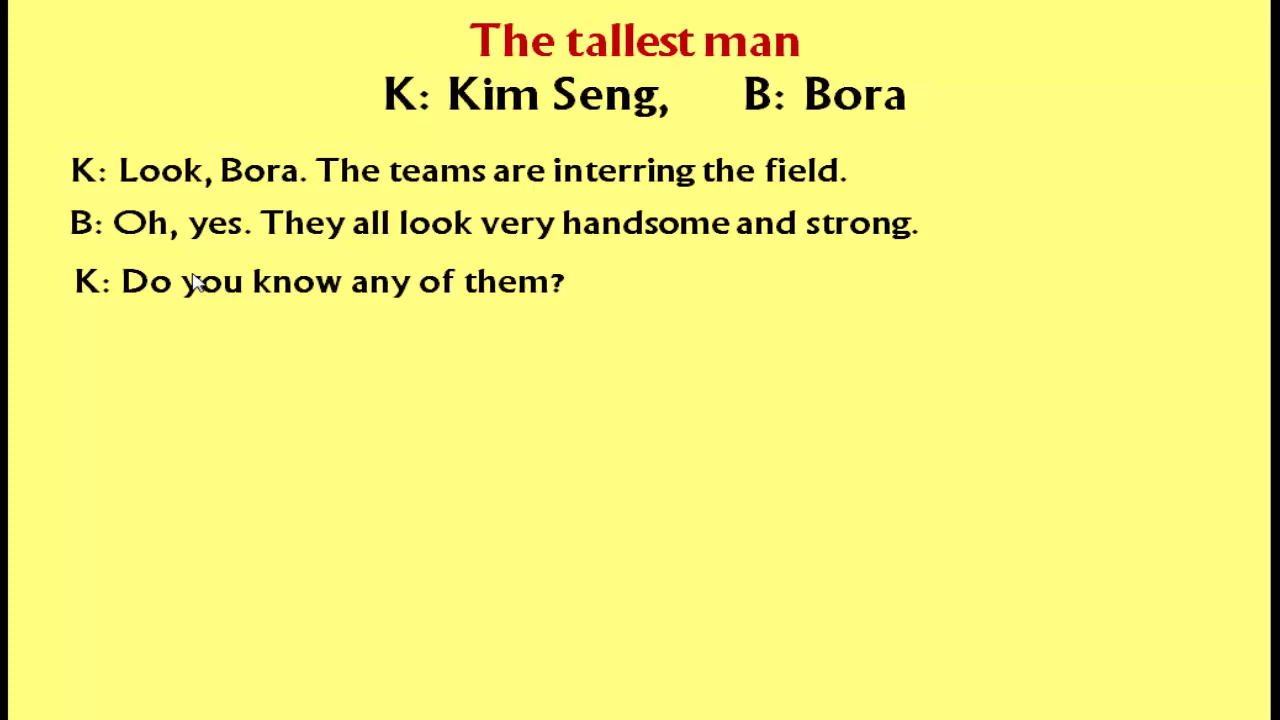 The tallest man
K: Kim Seng, B: Bora
K: Look, Bora. The teams are interring the field.
B: Oh, yes. They all look very handsome and strong.
K: Do you know any of them?